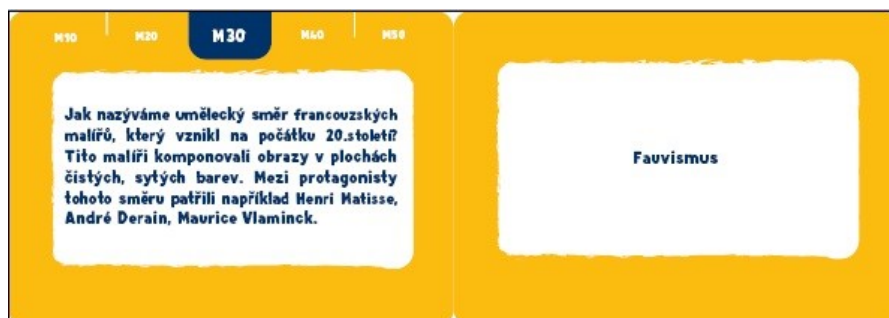 M10 M20 M30 M40 M50
Jak nazýváme umělecký směr francouzských
malířů, který vznikl na počátku 20.století?
Tito malíři komponovali obrazy v plochách
čistých, sytých barev. Mezi protagonisty
tohoto směru patřili například Henri Matisse,
André Derain, Maurice Vlaminck.
Fauvismus